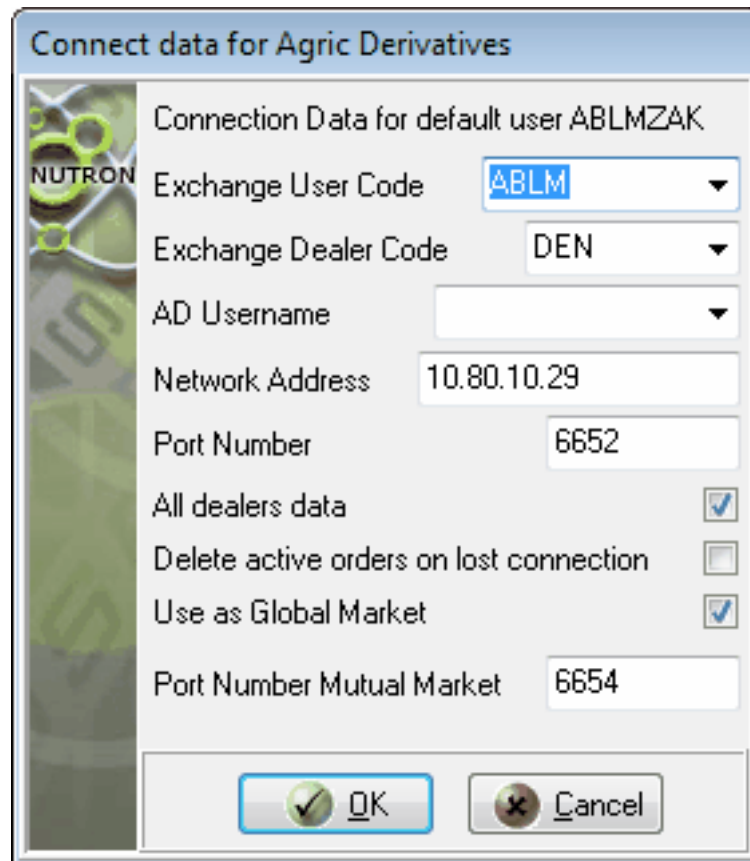 Connect data for Agric Derivatives
NUTRON
Connection Data for default user ABLMZAK
Exchange User Code ABLM
Exchange Dealer Code DEN
AD Username
Network Address 10.80.10.29
Port Number 6652
All dealers data
Delete active orders on lost connection
Use as Global Market
Port Number Mutual Market 6654
OK Cancel